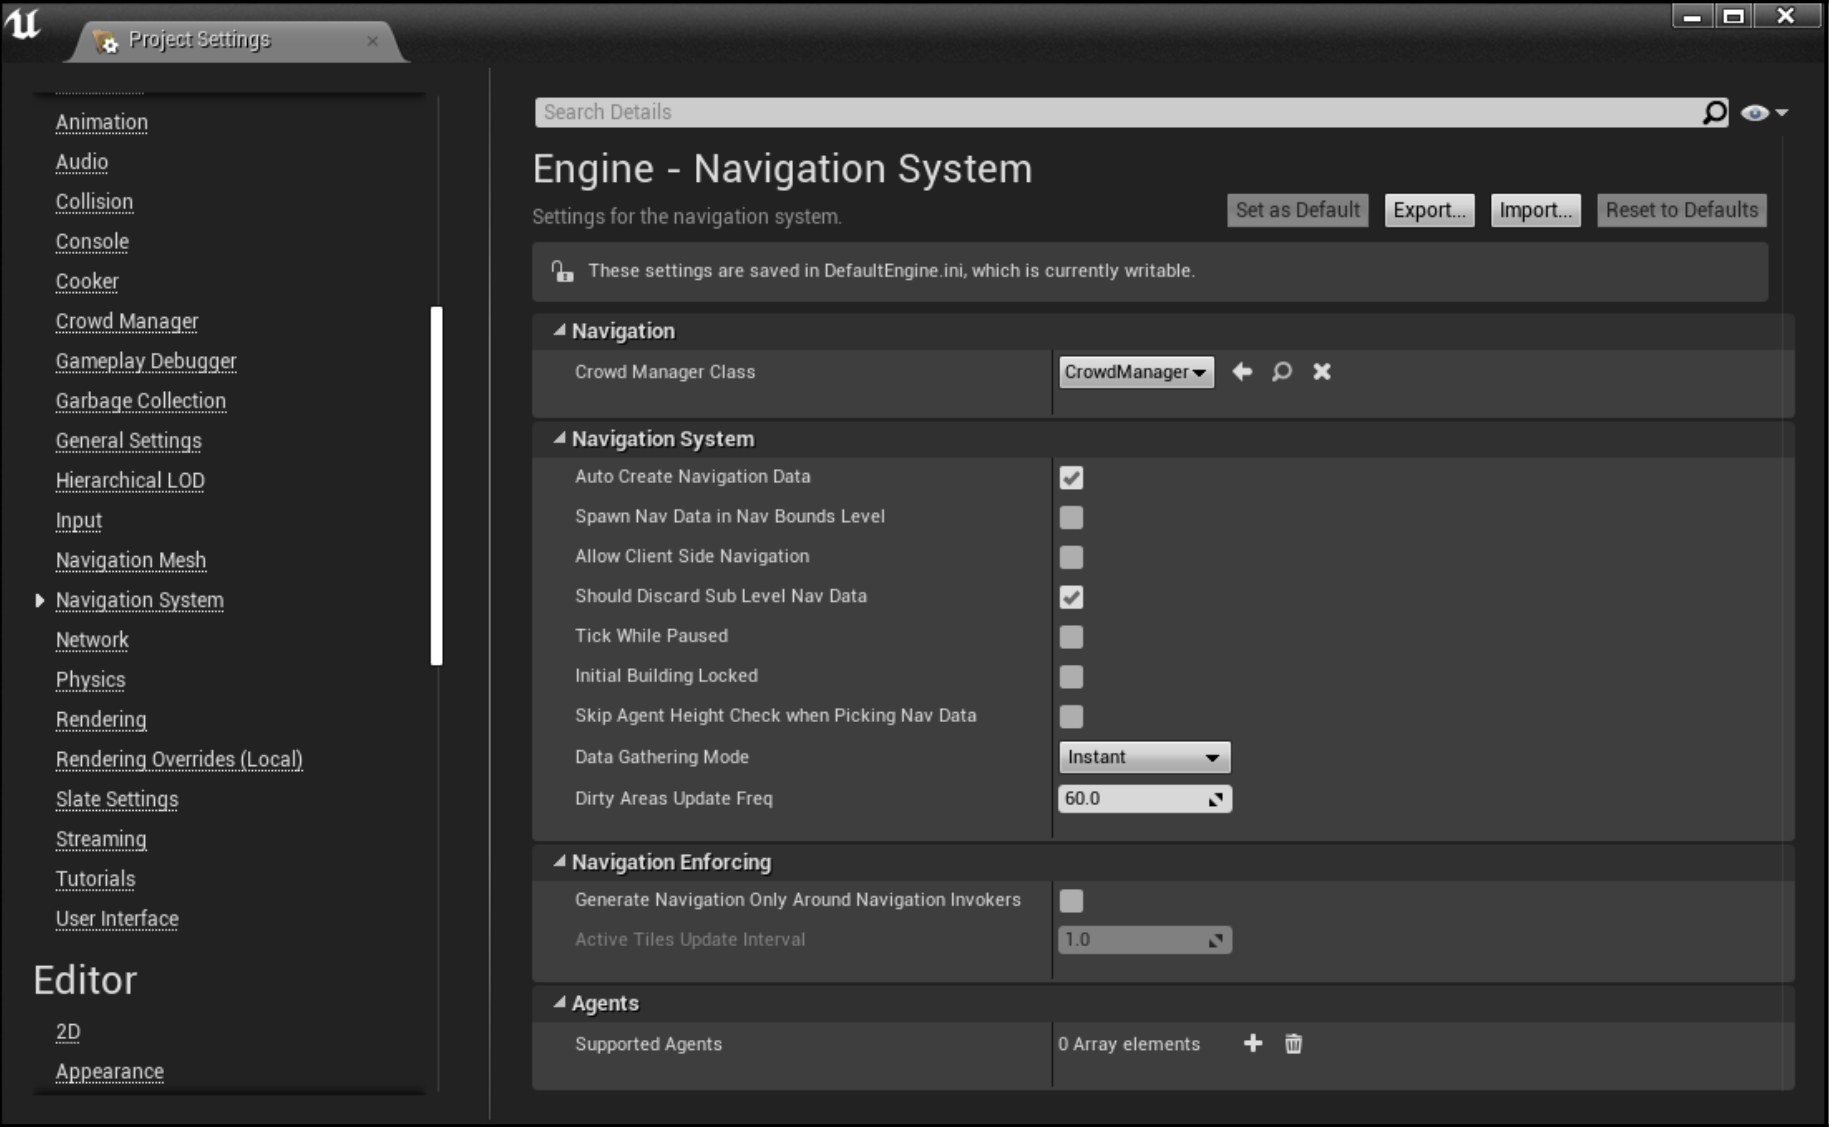 Project Settings
Animation
Audio
Collision
Console
Cooker
Crowd Manager
Gameplay Debugger
Garbage Collection
General Settings
Hierarchical LOD
Input
Navigation Mesh
Navigation System
Network
Physics
Rendering
Rendering Overrides (Local)
Slate Settings
Streaming
Tutorials
User Interface
Editor
2D
Appearance
Search Details
Engine - Navigation System
Settings for the navigation system.
Set as Default Export... Import... Reset to Defaults
These settings are saved in DefaultEngine.ini, which is currently writable.
Navigation
Crowd Manager Class CrowdManager
Navigation System
Auto Create Navigation Data
Spawn Nav Data in Nav Bounds Level
Allow Client Side Navigation
Should Discard Sub Level Nav Data
Tick While Paused
Initial Building Locked
Skip Agent Height Check when Picking Nav Data
Data Gathering Mode Instant
Dirty Areas Update Freq 60.0
Navigation Enforcing
Generate Navigation Only Around Navigation Invokers
Active Tiles Update Interval 1.0
Agents
Supported Agents 0 Array elements